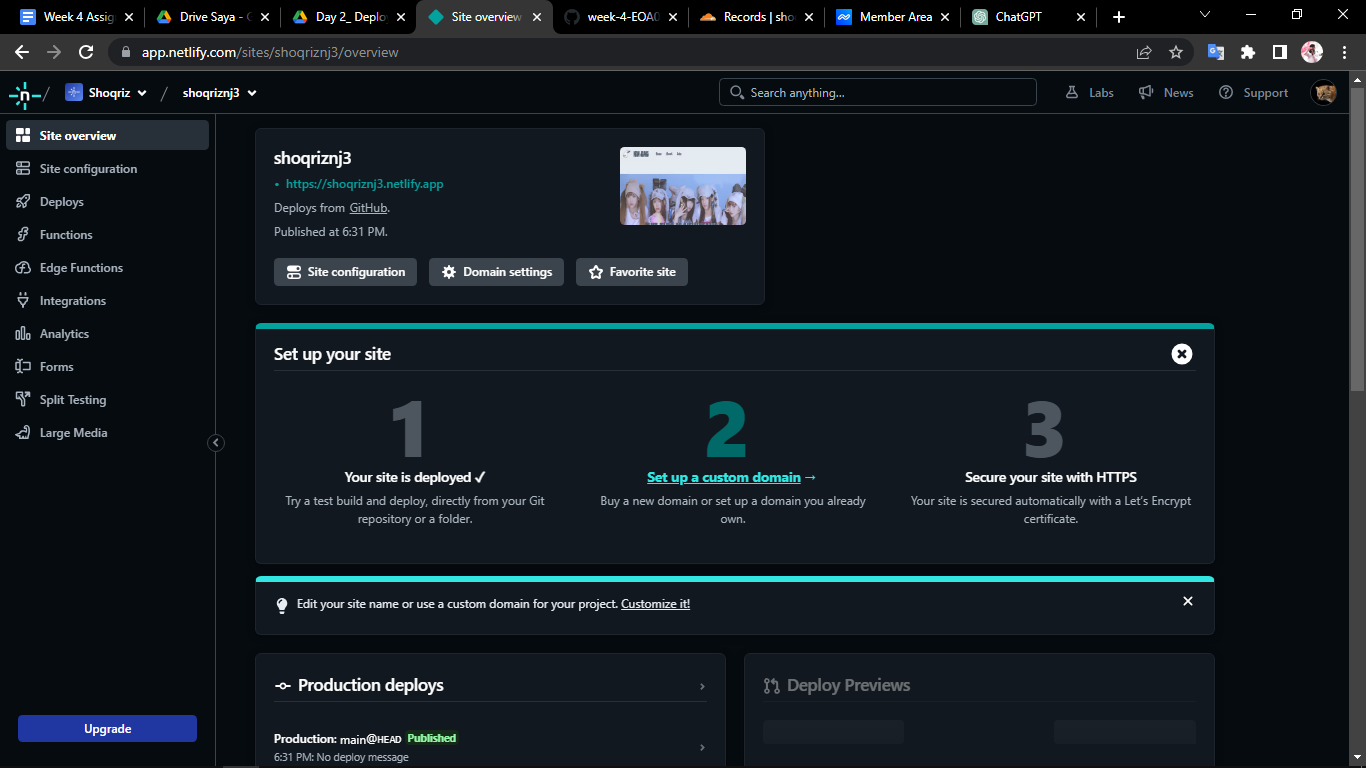 Week 4 Assig
Drive Saya - G
Day 2_ Deplo
Site overview
week-4-EOA0
Records | sho
Member Area
ChatGPT
app.netlify.com/sites/shoqriznj3/overview
Shoqriz
/
shoqriznj3
Search anything...
Labs
News
Support
Site overview
Site configuration
Deploys
Functions
Edge Functions
Integrations
Analytics
Forms
Split Testing
Large Media
Upgrade
shoqriznj3
https://shoqriznj3.netlify.app
Deploys from GitHub.
Published at 6:31 PM.
Site configuration
Domain settings
Favorite site
Set up your site
1
Your site is deployed ✓
Try a test build and deploy, directly from your Git
repository or a folder.
2
Set up a custom domain →
Buy a new domain or set up a domain you already
own.
3
Secure your site with HTTPS
Your site is secured automatically with a Let's Encrypt
certificate.
Edit your site name or use a custom domain for your project. Customize it!
Production deploys
Production: main@HEAD Published
6:31 PM: No deploy message
Deploy Previews